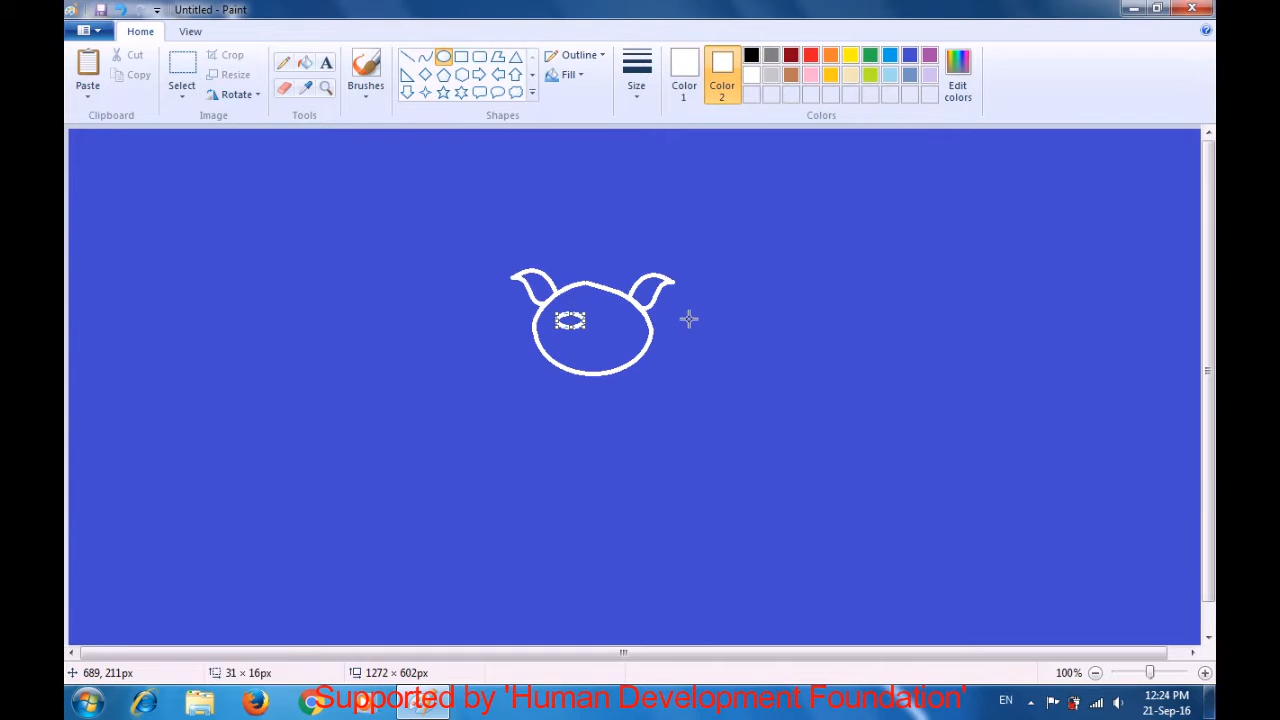 Untitled - Paint
Home View
Paste
Cut
Copy
Clipboard
Select
Crop
Resize
Rotate
Image
Tools
Brushes
Outline
Fill
Shapes
Size
Color 1
Color 2
Edit colors
Colors
689, 211px
31 × 16px
1272 × 602px
100%
EN
12:24 PM
21-Sep-16
Supported by 'Human Development Foundation'